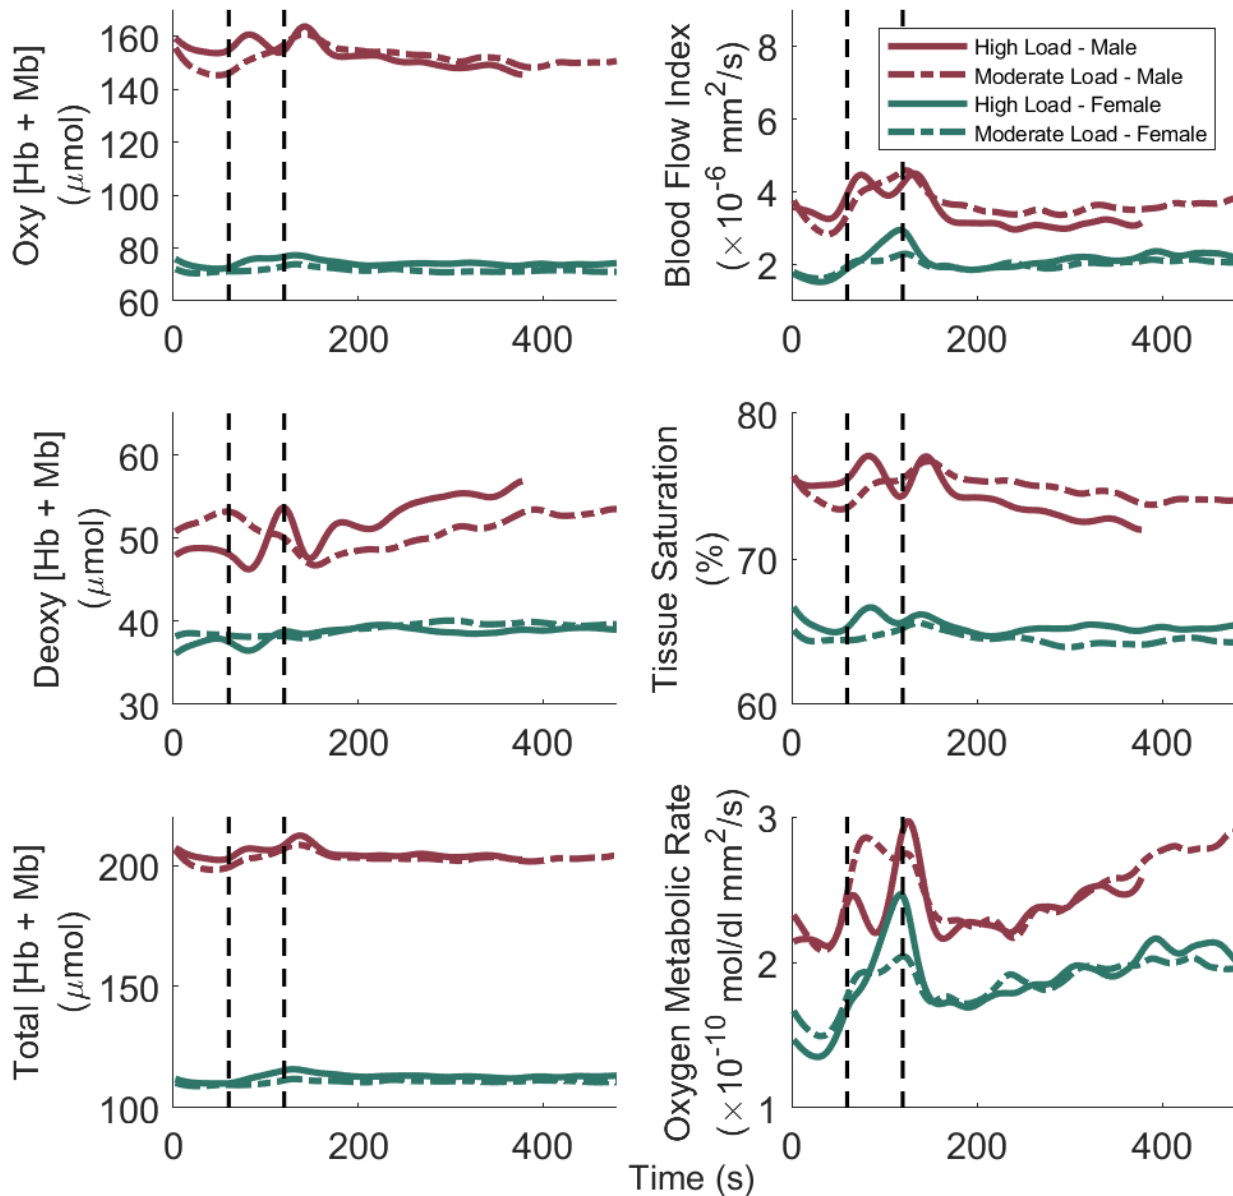 Oxy [Hb + Mb]
(μmol)
160
140
120
100
80
60
0
200
400
Blood Flow Index
(× 10⁻⁶ mm²/s)
8
6
4
2
0
200
400
High Load - Male
Moderate Load - Male
High Load - Female
Moderate Load - Female
Deoxy [Hb + Mb]
(μmol)
60
50
40
30
0
200
400
Tissue Saturation
(%)
80
70
60
0
200
400
Total [Hb + Mb]
(μmol)
200
150
100
0
200
400
Oxygen Metabolic Rate
(×10⁻¹⁰ mol/dl mm²/s)
3
2
1
0
200
400
Time (s)